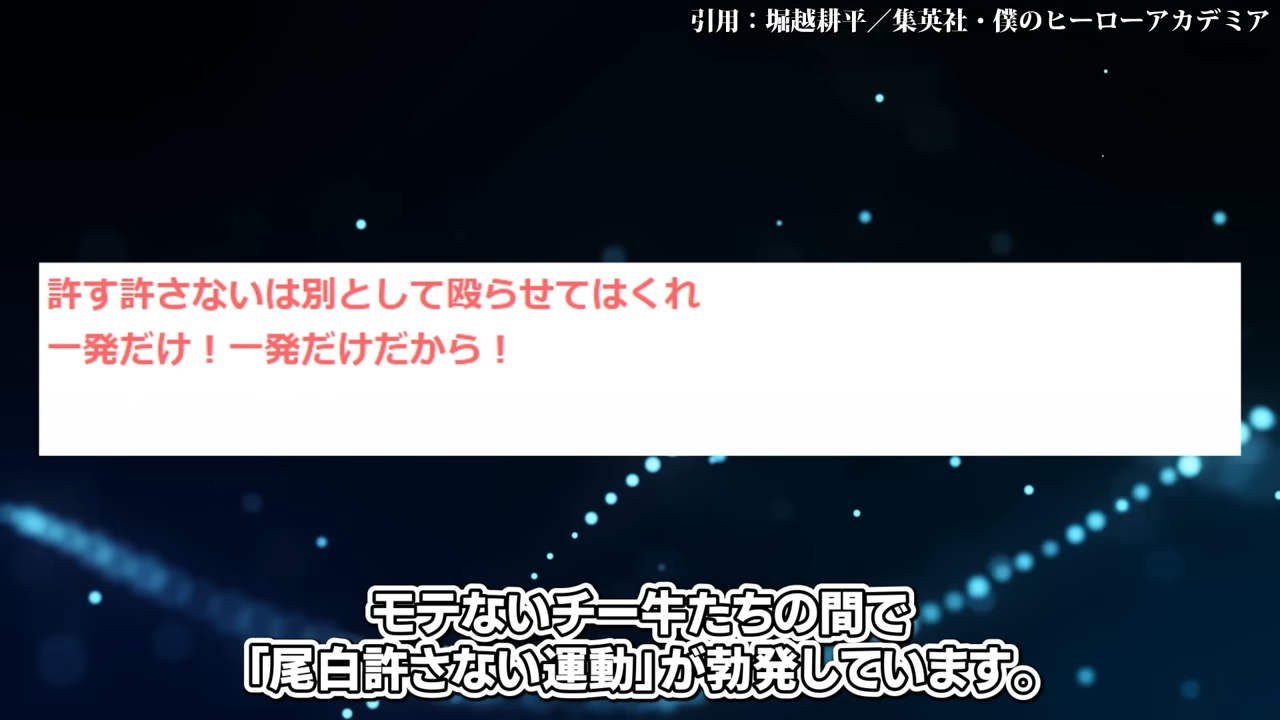 引用：堀越耕平／集英社・僕のヒーローアカデミア
許す許さないは別として殴らせてはくれ
一発だけ！一発だけだから！
モテないチー牛たちの間で
「尾白許さない運動」が勃発しています。